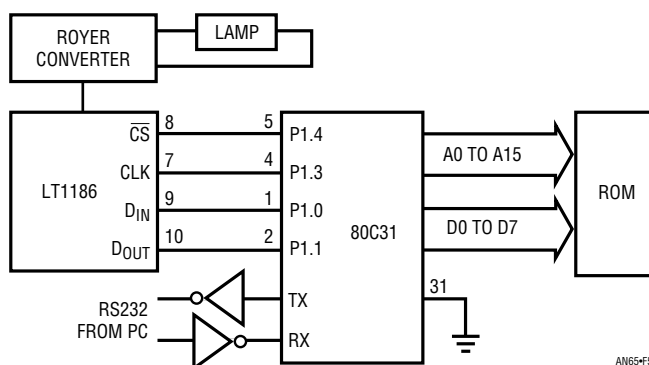 ROYER
CONVERTER
LAMP
LT1186
CS 8 5 P1.4
CLK 7 4 P1.3
DIN 9 1 P1.0
DOUT 10 2 P1.1
80C31
A0 TO A15
D0 TO D7
ROM
TX
RX
31
RS232
FROM PC